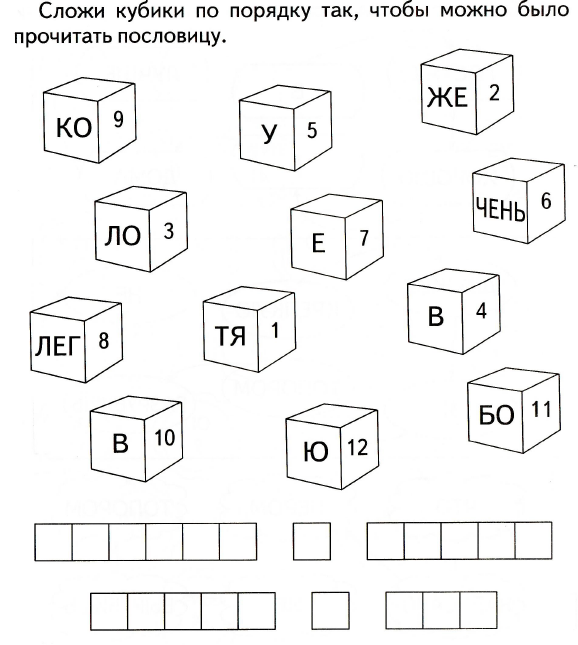 Сложи кубики по порядку так, чтобы можно было
прочитать пословицу.
ЖЕ 2
КО 9
У 5
ЧЕНЬ 6
ЛО 3
Е 7
В 4
ЛЕГ 8
ТЯ 1
БО 11
В 10
Ю 12